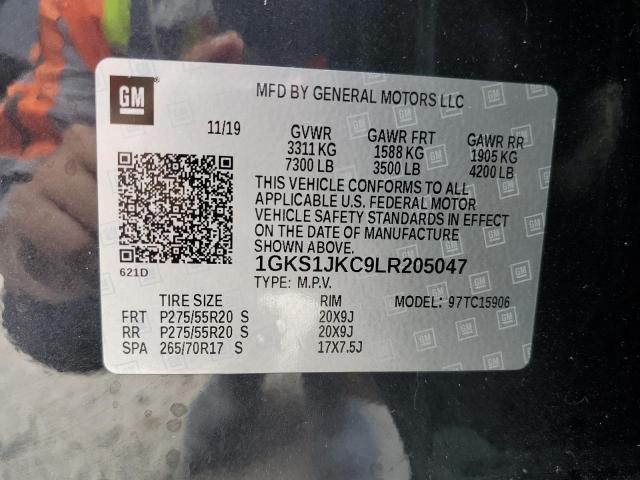 GM
MFD BY GENERAL MOTORS LLC
11/19
GVWR GAWR FRT GAWR RR
3311 KG 1588 KG 1905 KG
7300 LB 3500 LB 4200 LB
THIS VEHICLE CONFORMS TO ALL
APPLICABLE U.S. FEDERAL MOTOR
VEHICLE SAFETY STANDARDS IN EFFECT
ON THE DATE OF MANUFACTURE
SHOWN ABOVE.
621D
1GKS1JKC9LR205047
TYPE: M.P.V.
TIRE SIZE RIM MODEL: 97TC15906
FRT P275/55R20 S 20X9J
RR P275/55R20 S 20X9J
SPA 265/70R17 S 17X7.5J